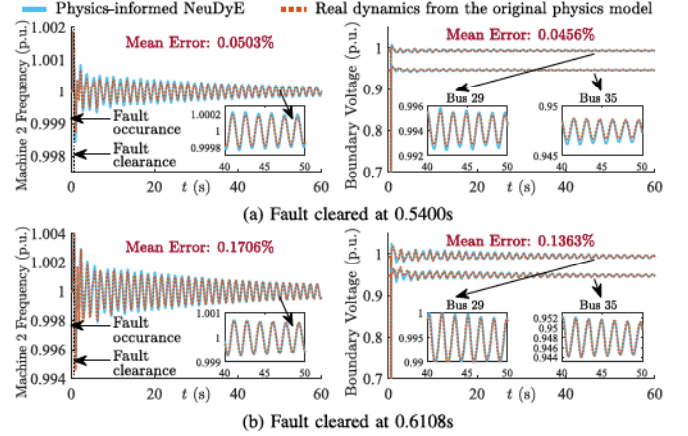 Physics-informed NeuDyE Real dynamics from the original physics model
Machine 2 Frequency (p.u.)
1.002
1.001
1
0.999
0.998
Mean Error: 0.0503%
Fault
occurance
Fault
clearance
1.0002
1
0.9998
40 45 50
0 20 40 60
t (s)
Boundary Voltage (p.u.)
1
0.9
0.8
0.7
Mean Error: 0.0456%
Bus 29
0.996
0.994
0.992
40 45 50
Bus 35
0.95
0.945
40 45 50
0 20 40 60
t (s)
(a) Fault cleared at 0.5400s
Machine 2 Frequency (p.u.)
1.004
1.002
1
0.998
0.996
0.994
Mean Error: 0.1706%
Fault
occurance
Fault
clearance
1.001
1
0.999
40 45 50
0 20 40 60
t (s)
Boundary Voltage (p.u.)
1
0.9
0.8
0.7
Mean Error: 0.1363%
Bus 29
1
0.995
0.99
40 45 50
Bus 35
0.952
0.950
0.948
0.946
0.944
40 45 50
0 20 40 60
t (s)
(b) Fault cleared at 0.6108s